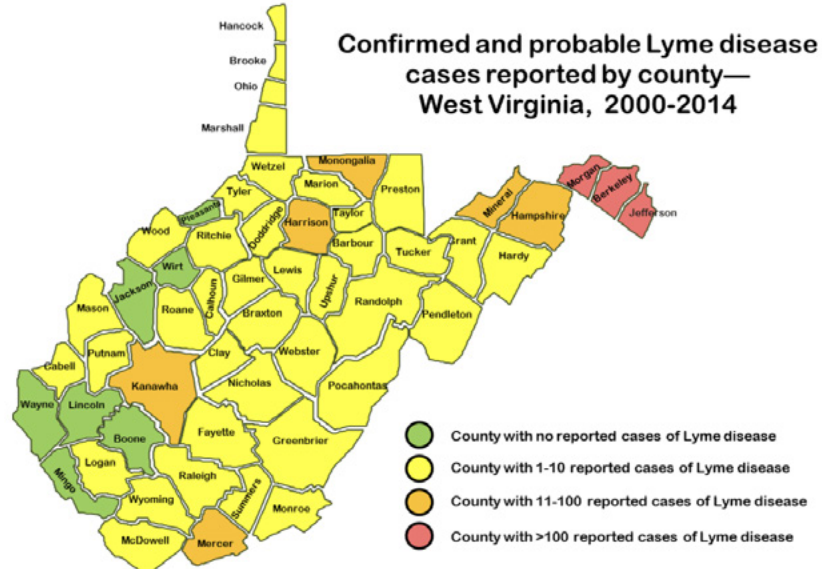 Confirmed and probable Lyme disease
cases reported by county—
West Virginia, 2000-2014
Hancock
Brooke
Ohio
Marshall
Wetzel
Monongalia
Marion
Preston
Tyler
Pleasants
Doddridge
Harrison
Taylor
Wood
Ritchie
Barbour
Tucker
Grant
Mineral
Hampshire
Morgan
Berkeley
Jefferson
Hardy
Wirt
Jackson
Calhoun
Gilmer
Lewis
Upshur
Randolph
Pendleton
Mason
Roane
Braxton
Putnam
Clay
Webster
Cabell
Kanawha
Nicholas
Pocahontas
Wayne
Lincoln
Boone
Fayette
Greenbrier
Logan
Mingo
Raleigh
Wyoming
Summers
Monroe
McDowell
Mercer
County with no reported cases of Lyme disease
County with 1-10 reported cases of Lyme disease
County with 11-100 reported cases of Lyme disease
County with >100 reported cases of Lyme disease